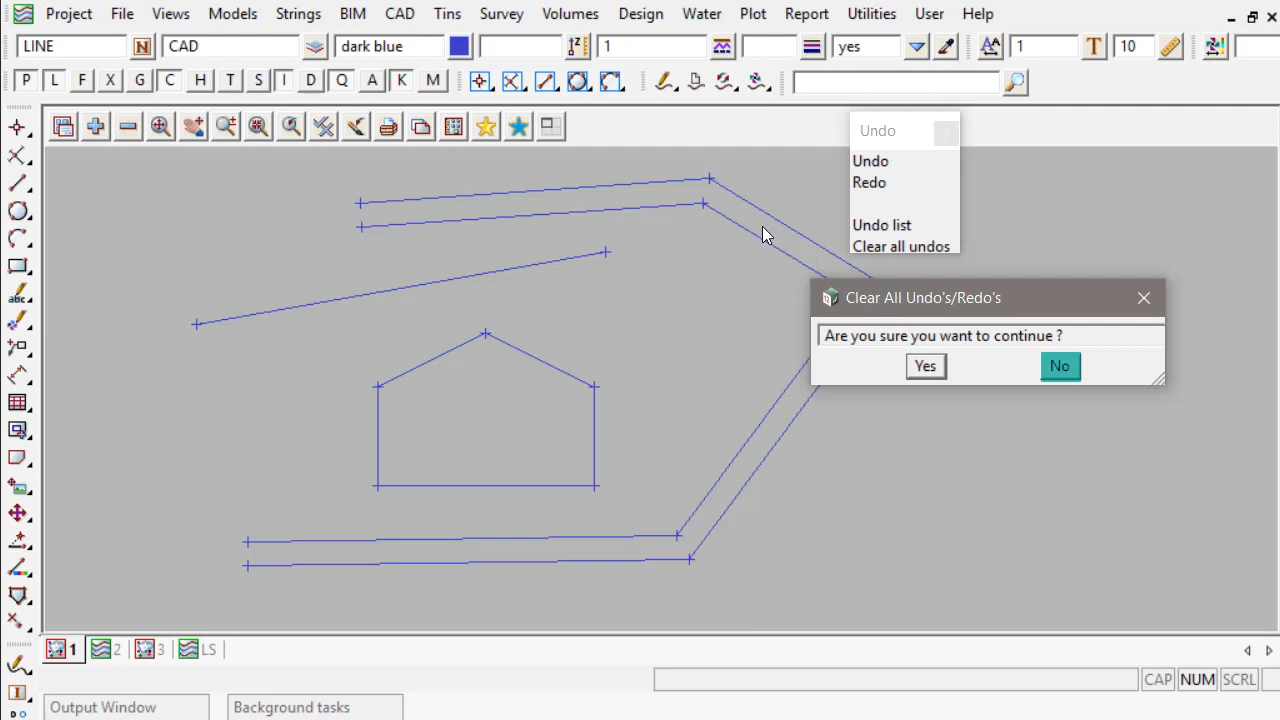 Project File Views Models Strings BIM CAD Tins Survey Volumes Design Water Plot Report Utilities User Help
LINE N CAD dark blue 1 yes 1 T 10
P L F X G C H T S I D Q A K M
Undo
Undo
Redo
Undo list
Clear all undos
Clear All Undo's/Redo's
Are you sure you want to continue ?
Yes No
abc
1 2 3 LS
CAP NUM SCRL
Output Window Background tasks